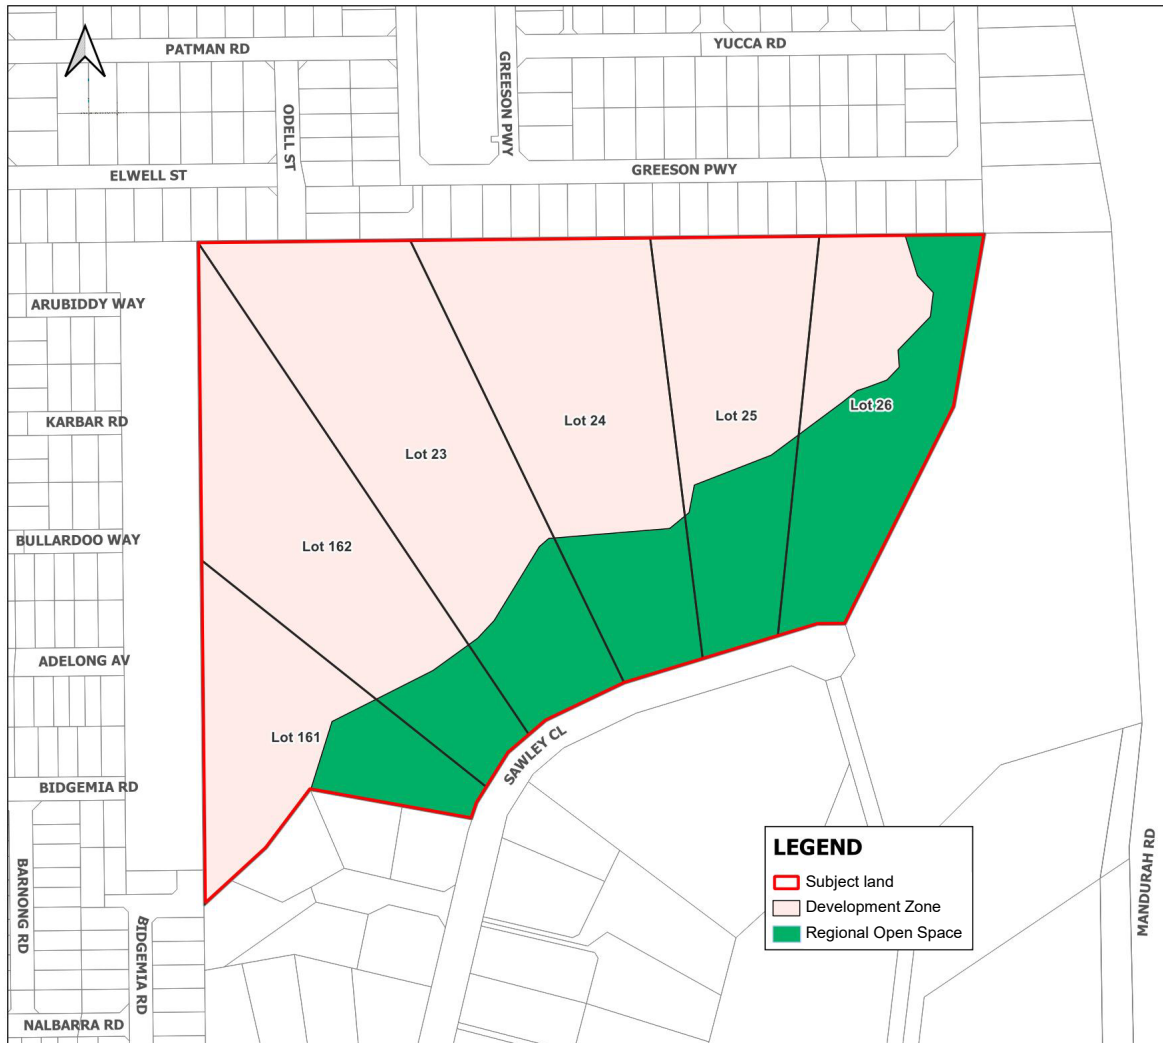 PATMAN RD
YUCCA RD
GREESON PWY
ODELL ST
ELWELL ST
GREESON PWY
ARUBIDDY WAY
KARBAR RD
Lot 23
Lot 24
Lot 25
Lot 26
BULLARDOO WAY
Lot 162
ADELONG AV
Lot 161
SAWLEY CL
BIDGEMIA RD
BARNONG RD
BIDGEMIA RD
NALBARRA RD
MANDURAH RD
LEGEND
Subject land
Development Zone
Regional Open Space